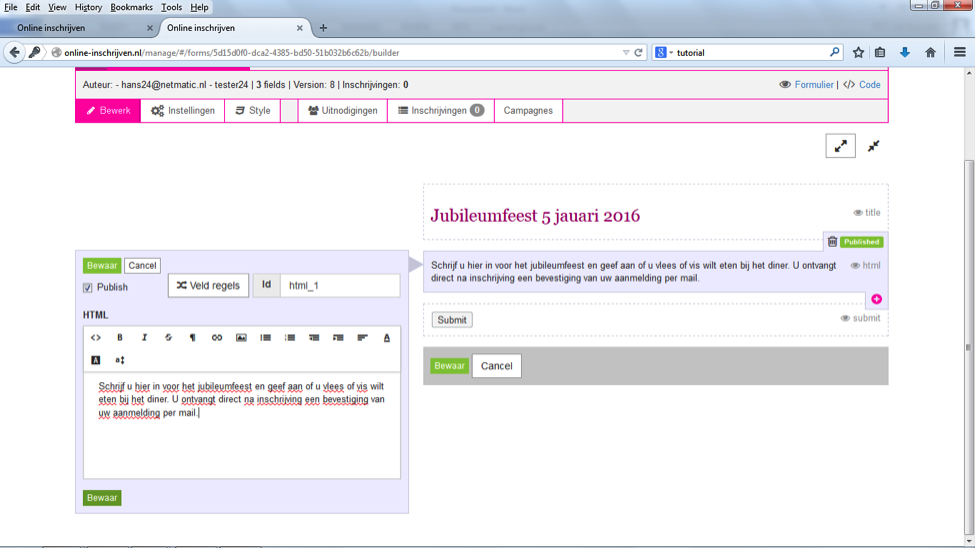 File Edit View History Bookmarks Tools Help
Online inschrijven × Online inschrijven × +
online-inschrijven.nl/manage/#/forms/5d15d0f0-dca2-4385-bd50-51b032b6c62b/builder
tutorial
Auteur: - hans24@netmatic.nl - tester24 | 3 fields | Version: 8 | Inschrijvingen: 0
Formulier | </> Code
Bewerk Instellingen Style Uitnodigingen Inschrijvingen 0 Campagnes
Jubileumfeest 5 jauari 2016
title
Published
Schrijf u hier in voor het jubileumfeest en geef aan of u vlees of vis wilt eten bij het diner. U ontvangt
direct na inschrijving een bevestiging van uw aanmelding per mail.
html
Submit
submit
Bewaar Cancel
Bewaar Cancel
Publish
Veld regels
Id html_1
HTML
<> B I S ¶ A
A a
Schrijf u hier in voor het jubileumfeest en geef aan of u vlees of vis wilt
eten bij het diner. U ontvangt direct na inschrijving een bevestiging van
uw aanmelding per mail.
Bewaar